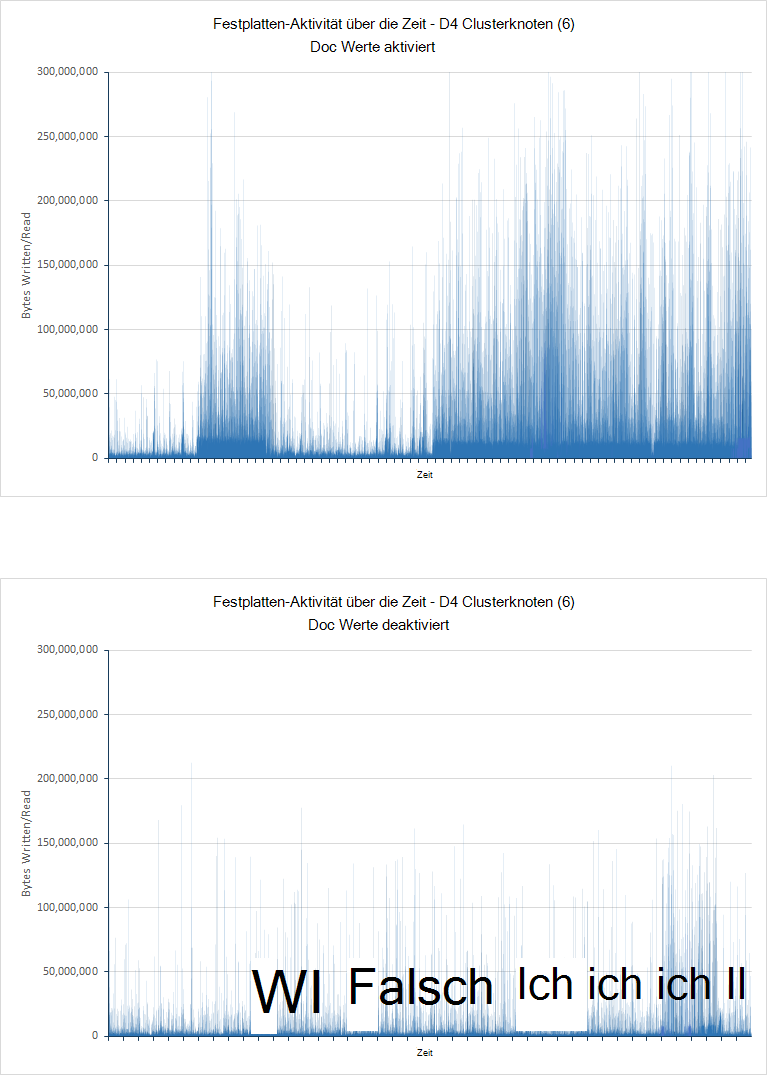 Festplatten-Aktivität über die Zeit - D4 Clusterknoten (6)
Doc Werte aktiviert
300,000,000
250,000,000
200,000,000
150,000,000
100,000,000
50,000,000
0
Bytes Written/Read
Zeit
Festplatten-Aktivität über die Zeit - D4 Clusterknoten (6)
Doc Werte deaktiviert
300,000,000
250,000,000
200,000,000
150,000,000
100,000,000
50,000,000
0
Bytes Written/Read
WI Falsch Ich ich ich II
Zeit